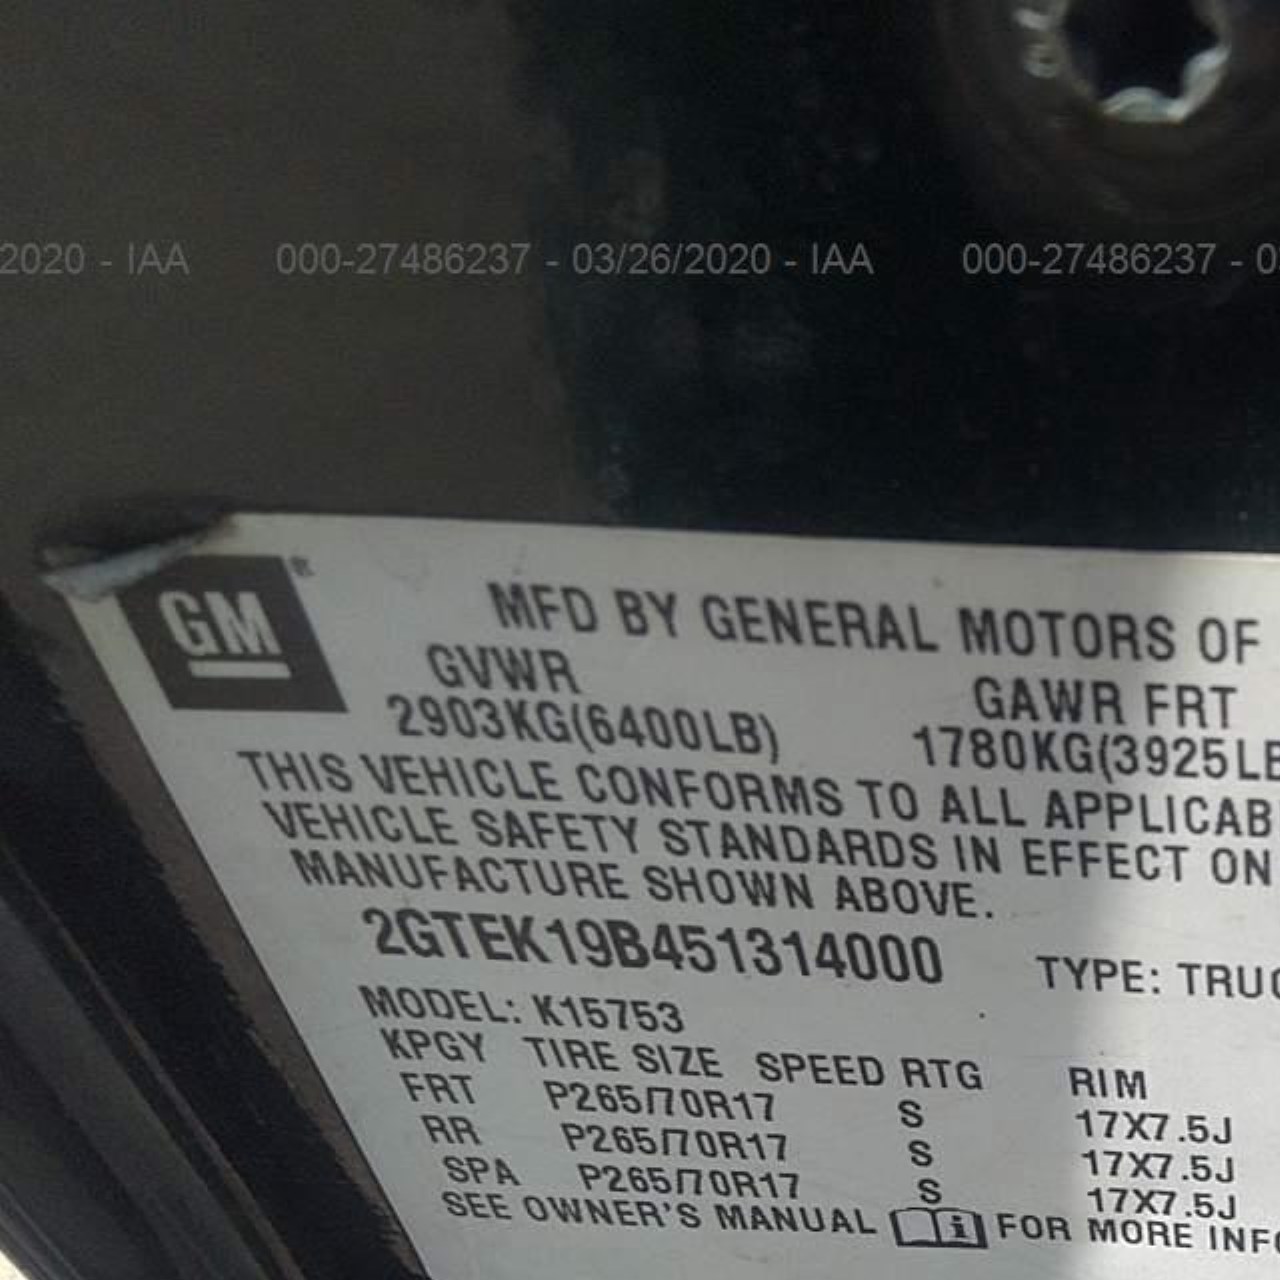 2020 - IAA 000-27486237 - 03/26/2020 - IAA 000-27486237 - 0
GM ®
MFD BY GENERAL MOTORS OF
GVWR GAWR FRT
2903KG(6400LB) 1780KG(3925LB
THIS VEHICLE CONFORMS TO ALL APPLICAB
VEHICLE SAFETY STANDARDS IN EFFECT ON
MANUFACTURE SHOWN ABOVE.
2GTEK19B451314000 TYPE: TRUC
MODEL: K15753
KPGY TIRE SIZE SPEED RTG RIM
FRT P265/70R17 S 17X7.5J
RR P265/70R17 S 17X7.5J
SPA P265/70R17 S 17X7.5J
SEE OWNER'S MANUAL i FOR MORE INFO